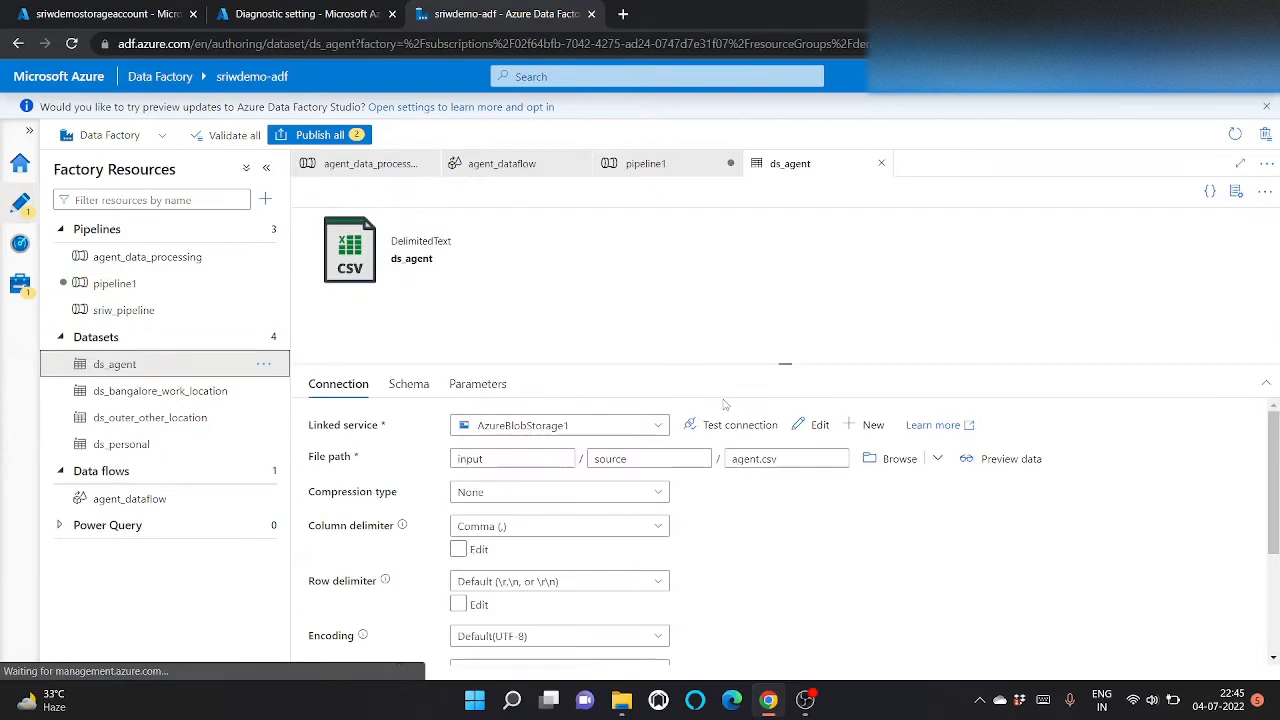 sriwdemostorageaccount - Micros
Diagnostic setting - Microsoft Az
sriwdemo-adf - Azure Data Facto
adf.azure.com/en/authoring/dataset/ds_agent?factory=%2Fsubscriptions%2F02f64bfb-7042-4275-ad24-0747d7e31f07%2FresourceGroups%2Fde
Microsoft Azure
Data Factory
sriwdemo-adf
Search
Would you like to try preview updates to Azure Data Factory Studio? Open settings to learn more and opt in
Data Factory
Validate all
Publish all 2
Factory Resources
agent_data_process...
agent_dataflow
pipeline1
ds_agent
Filter resources by name
Pipelines 3
agent_data_processing
pipeline1
sriw_pipeline
Datasets 4
ds_agent
ds_bangalore_work_location
ds_outer_other_location
ds_personal
Data flows 1
agent_dataflow
Power Query 0
1
1
CSV
DelimitedText
ds_agent
Connection
Schema
Parameters
Linked service *
AzureBlobStorage1
Test connection
Edit
New
Learn more
File path *
input / source / agent.csv
Browse
Preview data
Compression type
None
Column delimiter
Comma (,)
Edit
Row delimiter
Default (\r,\n, or \r\n)
Edit
Encoding
Default(UTF-8)
Waiting for management.azure.com...
33°C
Haze
ENG
IN
22:45
04-07-2022
5